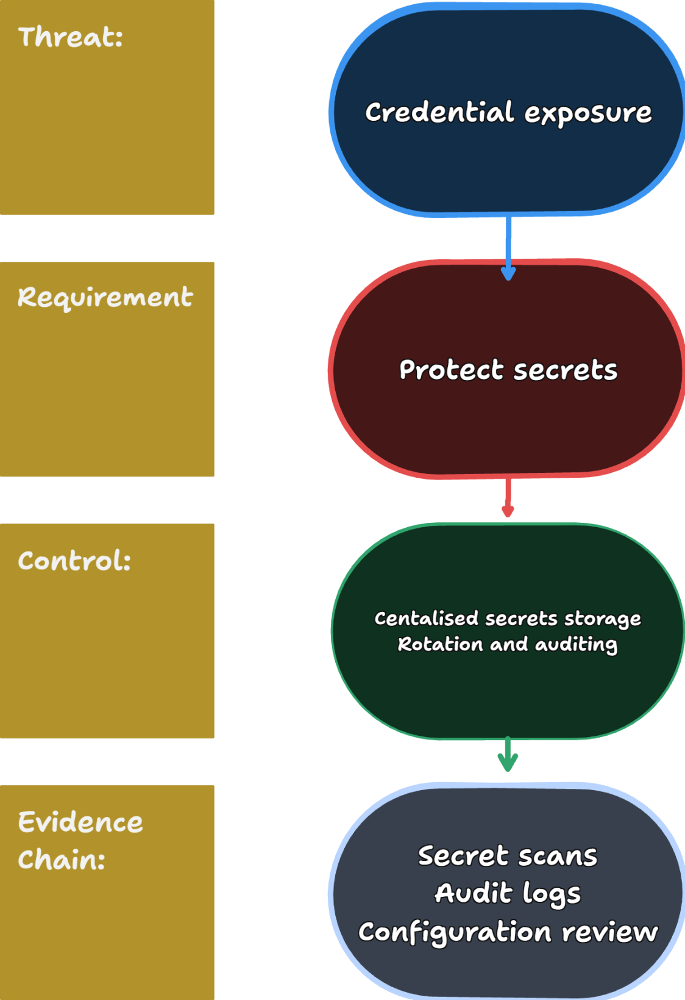 Threat:
Credential exposure
Requirement
Protect secrets
Control:
Centalised secrets storage
Rotation and auditing
Evidence
Chain:
Secret scans
Audit logs
Configuration review